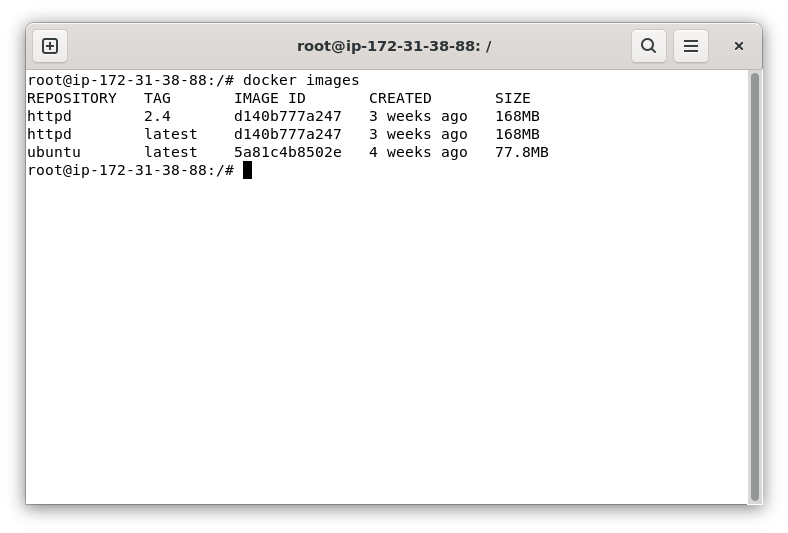 root@ip-172-31-38-88: /
root@ip-172-31-38-88:/# docker images
REPOSITORY   TAG       IMAGE ID       CREATED       SIZE
httpd        2.4       d140b777a247   3 weeks ago   168MB
httpd        latest    d140b777a247   3 weeks ago   168MB
ubuntu       latest    5a81c4b8502e   4 weeks ago   77.8MB
root@ip-172-31-38-88:/#